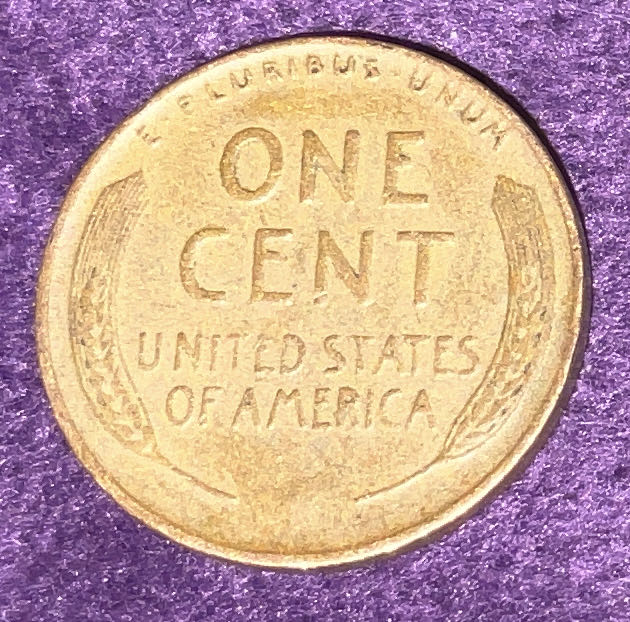 E PLURIBUS UNUM
ONE
CENT
UNITED STATES
OF AMERICA